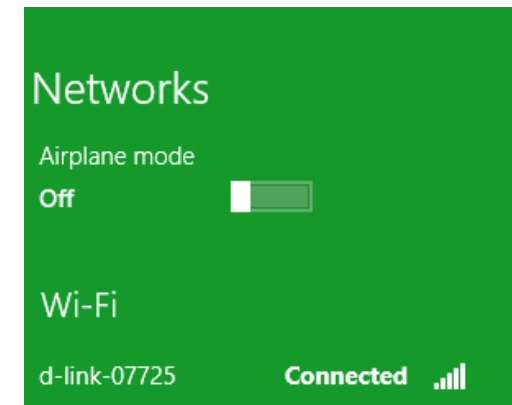 Networks
Airplane mode
Off
Wi-Fi
d-link-07725 Connected